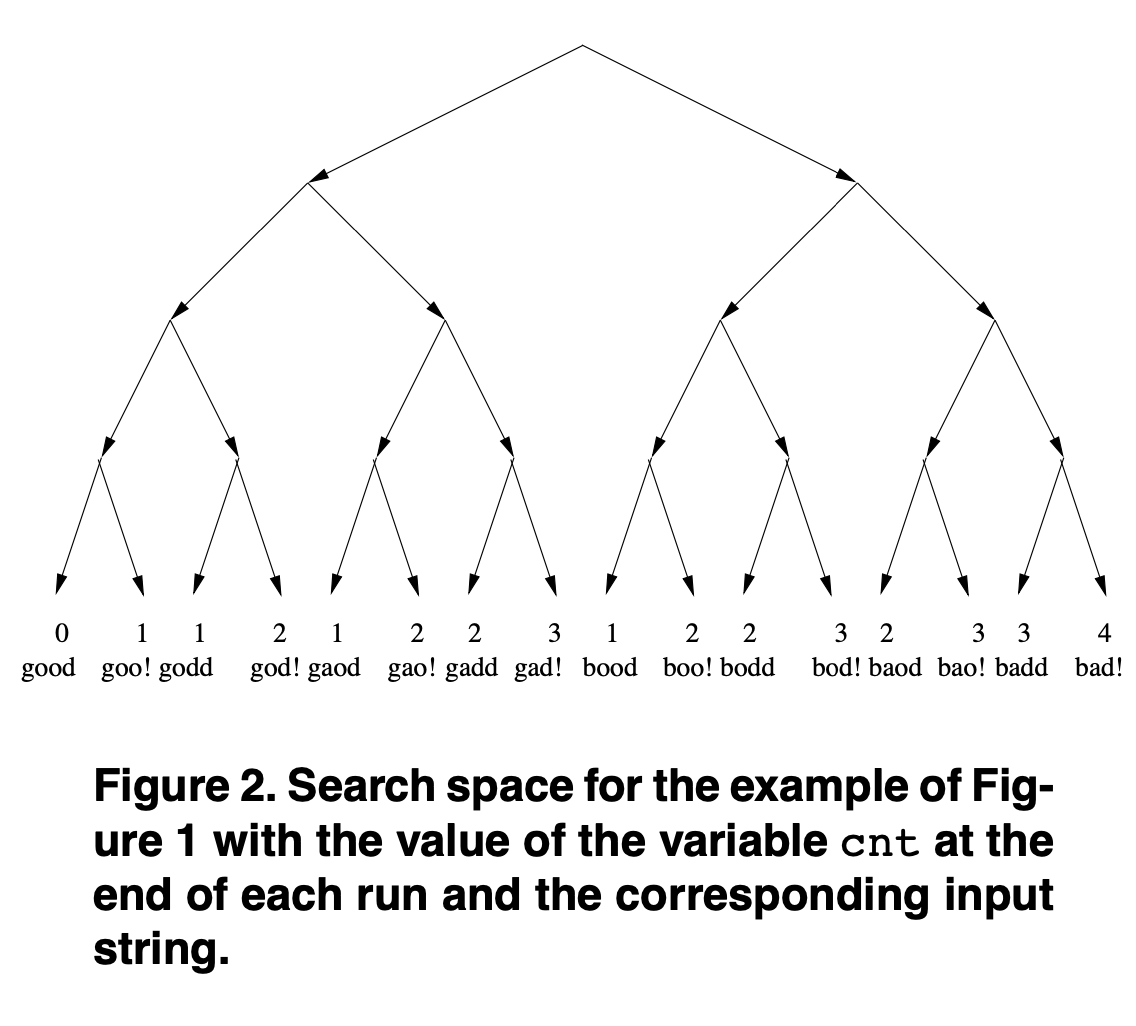 0 1 1 2 1 2 2 3 1 2 2 3 2 3 3 4
good goo! godd god! gaod gao! gadd gad! bood boo! bodd bod! baod bao! badd bad!
Figure 2. Search space for the example of Fig-
ure 1 with the value of the variable cnt at the
end of each run and the corresponding input
string.